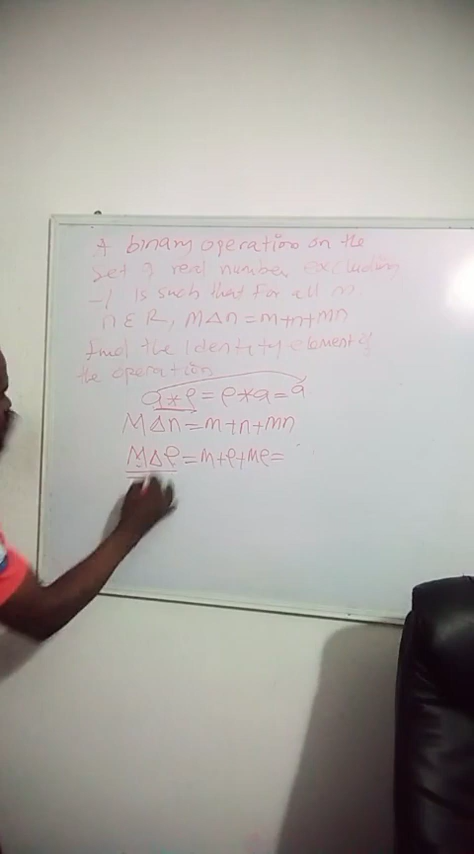 A binary operation on the
set of real number excluding
-1 is such that for all m
n ∈ R, M∆n=m+n+mn
find the identity element of
the operation
a*e=e*a=a
M∆n=m+n+mn
M∆e=m+e+me=